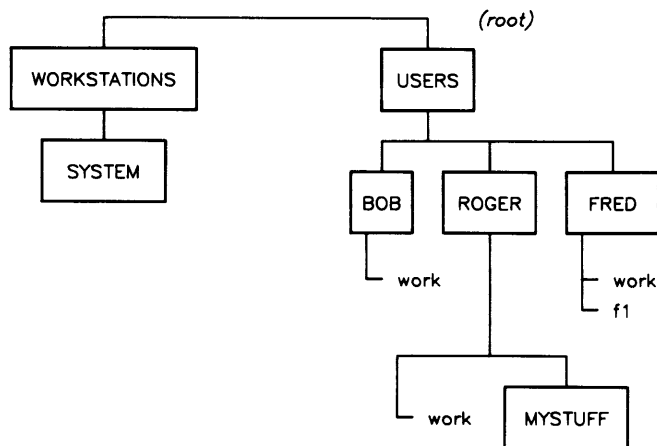 (root)
WORKSTATIONS
USERS
SYSTEM
BOB
ROGER
FRED
work
work
f1
work
MYSTUFF